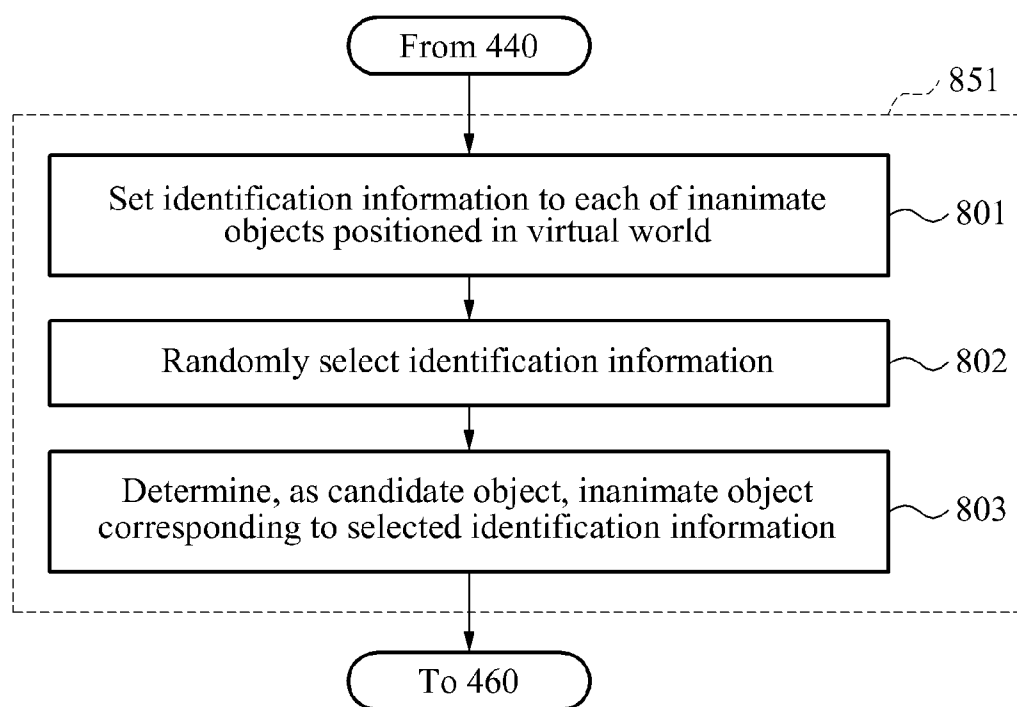 From 440
851
Set identification information to each of inanimate
objects positioned in virtual world
801
Randomly select identification information
802
Determine, as candidate object, inanimate object
corresponding to selected identification information
803
To 460